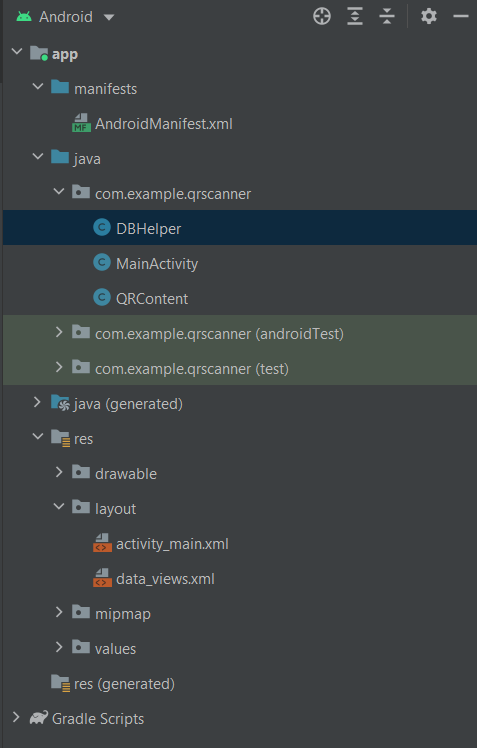 Android
app
manifests
MF AndroidManifest.xml
java
com.example.qrscanner
C DBHelper
C MainActivity
C QRContent
com.example.qrscanner (androidTest)
com.example.qrscanner (test)
java (generated)
res
drawable
layout
<> activity_main.xml
<> data_views.xml
mipmap
values
res (generated)
Gradle Scripts